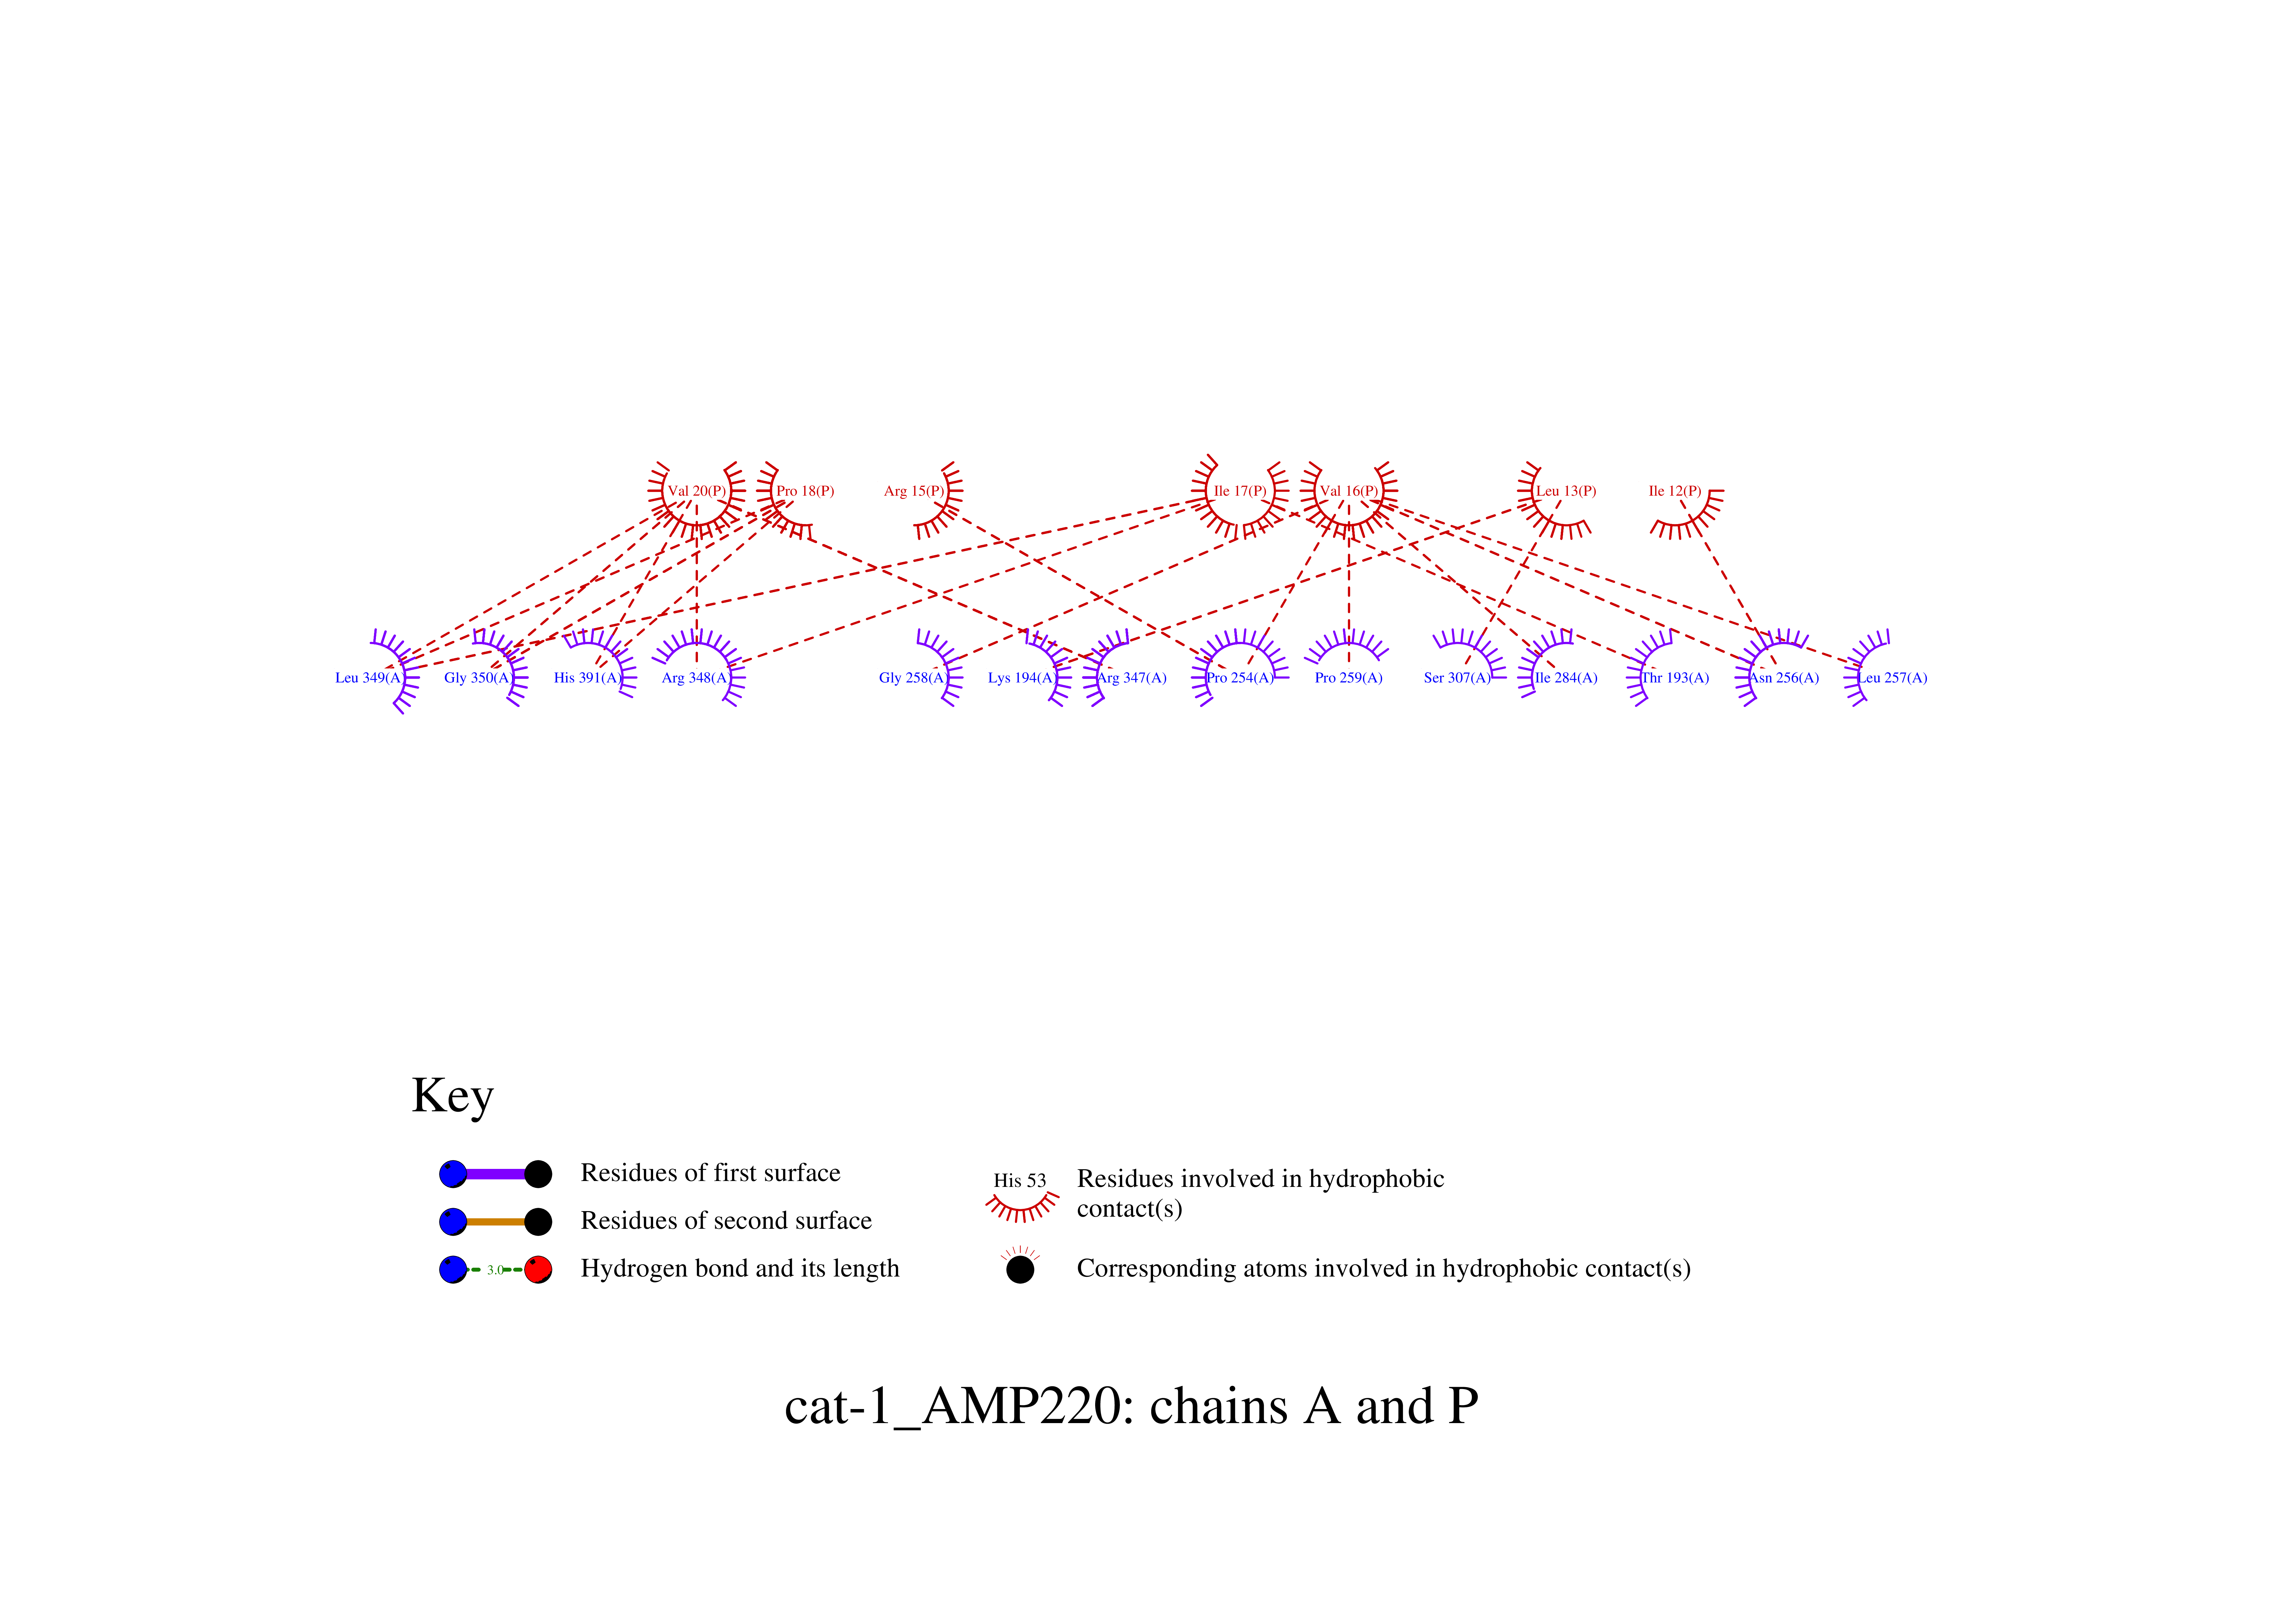 Val 20(P) Pro 18(P) Arg 15(P) Ile 17(P) Val 16(P) Leu 13(P) Ile 12(P)
Leu 349(A) Gly 350(A) His 391(A) Arg 348(A) Gly 258(A) Lys 194(A) Arg 347(A) Pro 254(A) Pro 259(A) Ser 307(A) Ile 284(A) Thr 193(A) Asn 256(A) Leu 257(A)
Key
Residues of first surface
Residues of second surface
3.0 Hydrogen bond and its length
His 53 Residues involved in hydrophobic
contact(s)
Corresponding atoms involved in hydrophobic contact(s)
cat-1_AMP220: chains A and P